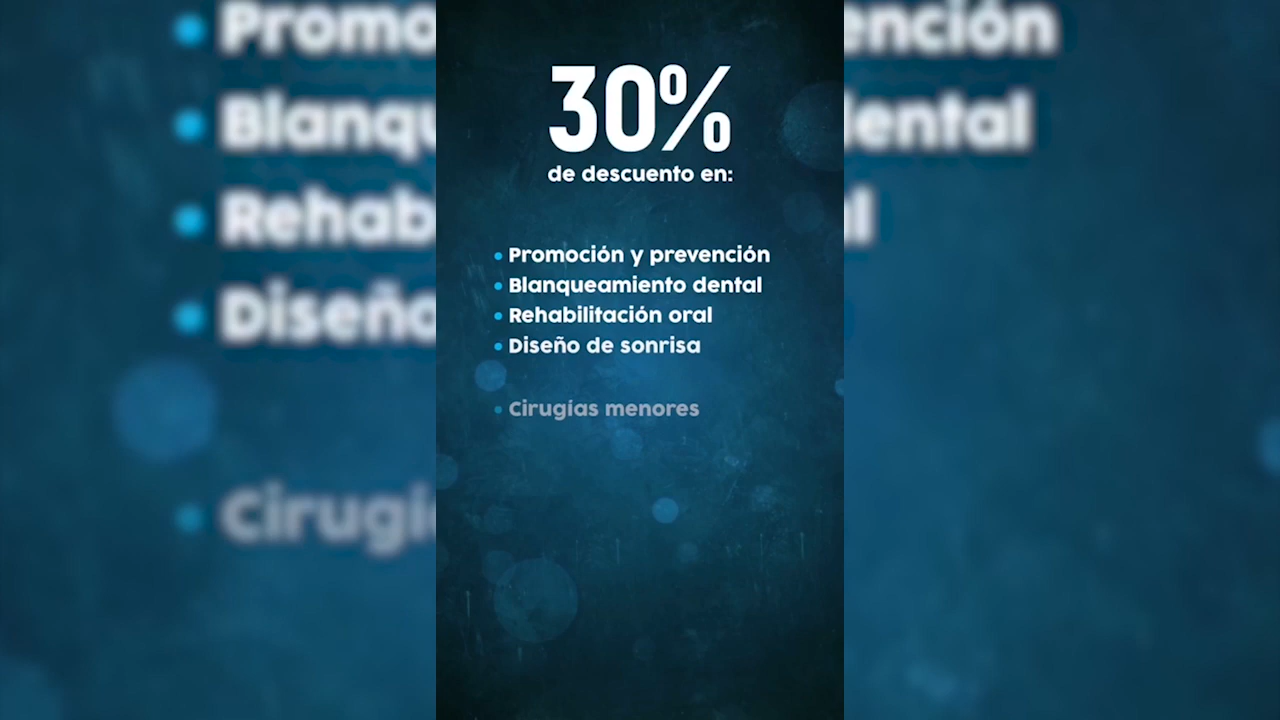 30%
de descuento en:
• Promoción y prevención
• Blanqueamiento dental
• Rehabilitación oral
• Diseño de sonrisa
• Cirugías menores